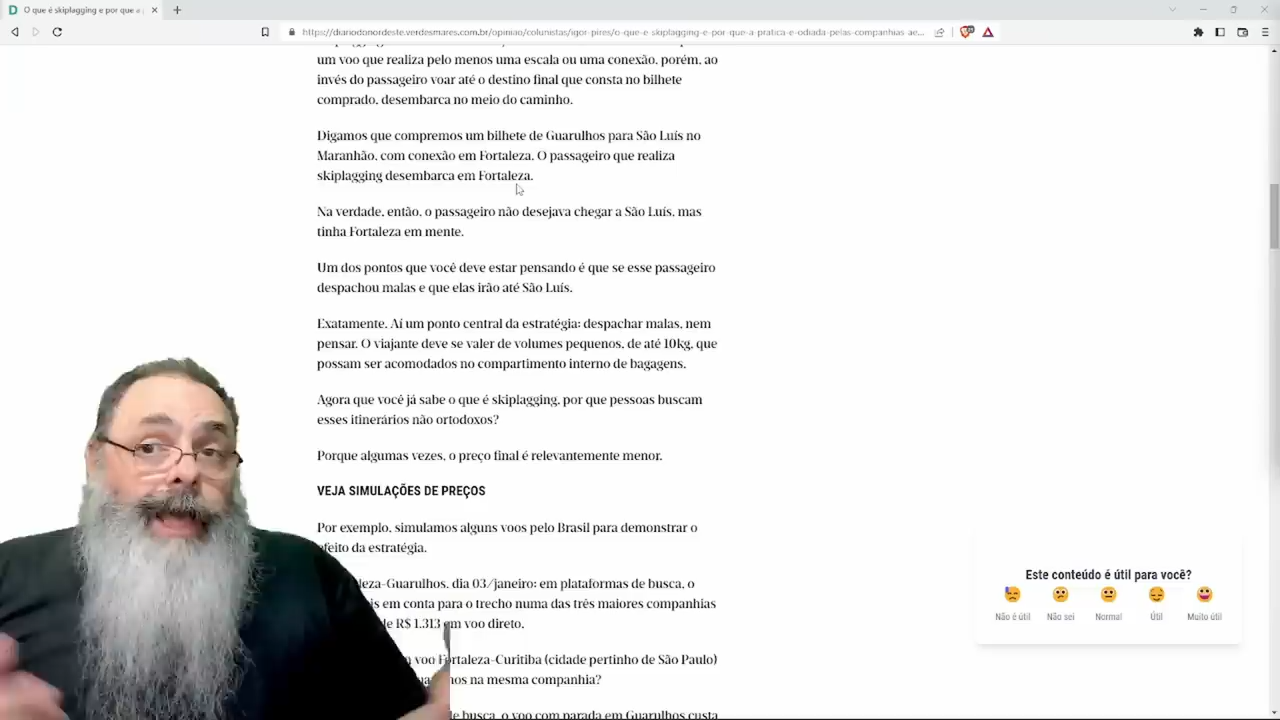 O que é skiplagging e por que a
https://diariodonordeste.verdesmares.com.br/opiniao/colunistas/igor-pires/o-que-e-skiplagging-e-por-que-a-pratica-e-odiada-pelas-companhias-ae...
um voo que realiza pelo menos uma escala ou uma conexão, porém, ao
invés do passageiro voar até o destino final que consta no bilhete
comprado, desembarca no meio do caminho.
Digamos que compremos um bilhete de Guarulhos para São Luís no
Maranhão, com conexão em Fortaleza. O passageiro que realiza
skiplagging desembarca em Fortaleza.
Na verdade, então, o passageiro não desejava chegar a São Luís, mas
tinha Fortaleza em mente.
Um dos pontos que você deve estar pensando é que se esse passageiro
despachou malas e que elas irão até São Luís.
Exatamente. Aí um ponto central da estratégia: despachar malas, nem
pensar. O viajante deve se valer de volumes pequenos, de até 10kg, que
possam ser acomodados no compartimento interno de bagagens.
Agora que você já sabe o que é skiplagging, por que pessoas buscam
esses itinerários não ortodoxos?
Porque algumas vezes, o preço final é relevantemente menor.
VEJA SIMULAÇÕES DE PREÇOS
Por exemplo, simulamos alguns voos pelo Brasil para demonstrar o
efeito da estratégia.
leza-Guarulhos, dia 03/janeiro: em plataformas de busca, o
is em conta para o trecho numa das três maiores companhias
de R$ 1.313 em voo direto.
voo Fortaleza-Curitiba (cidade pertinho de São Paulo)
nos na mesma companhia?
de busca, o voo com parada em Guarulhos custa
Este conteúdo é útil para você?
Não é útil
Não sei
Normal
Útil
Muito útil